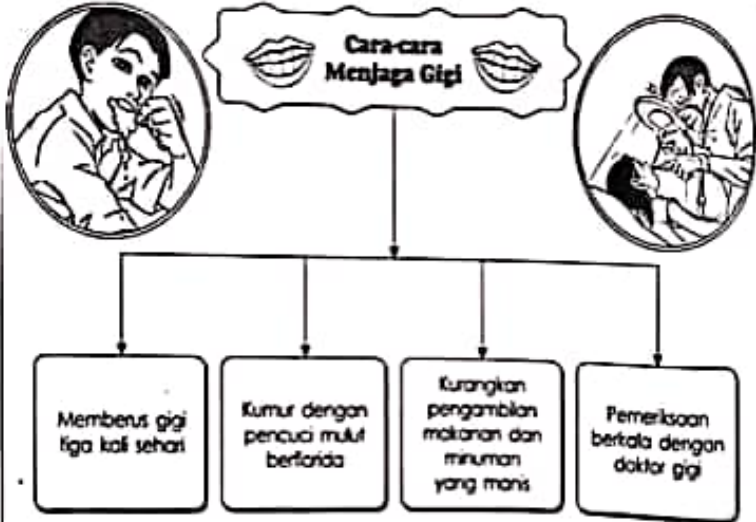 Cara-cara
Menjaga Gigi
Memberus gigi
tiga kali sehari
Kumur dengan
pencuci mulut
berflorida
Kurangkan
pengambilan
makanan dan
minuman
yang manis
Pemeriksaan
berkala dengan
doktor gigi